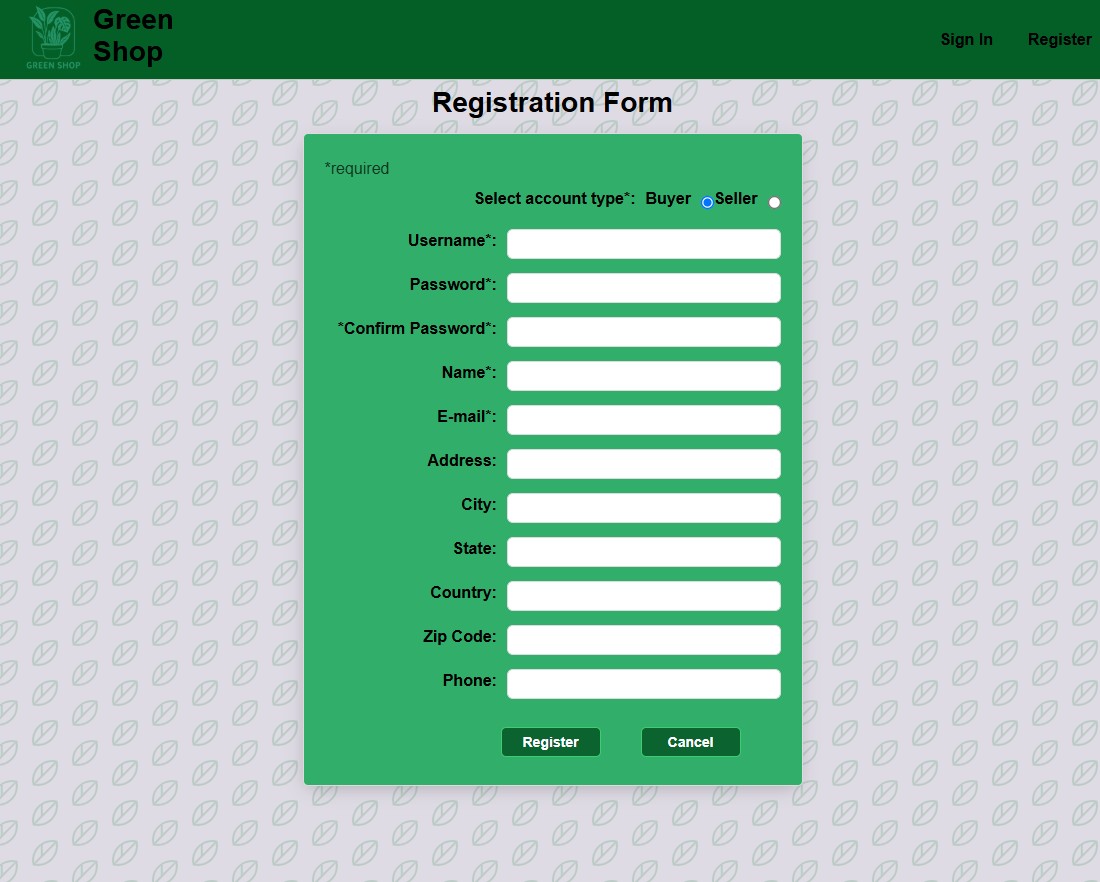 Green
Shop
GREEN SHOP
Sign In
Register
Registration Form
*required
Select account type*: Buyer Seller
Username*:
Password*:
*Confirm Password*:
Name*:
E-mail*:
Address:
City:
State:
Country:
Zip Code:
Phone:
Register
Cancel